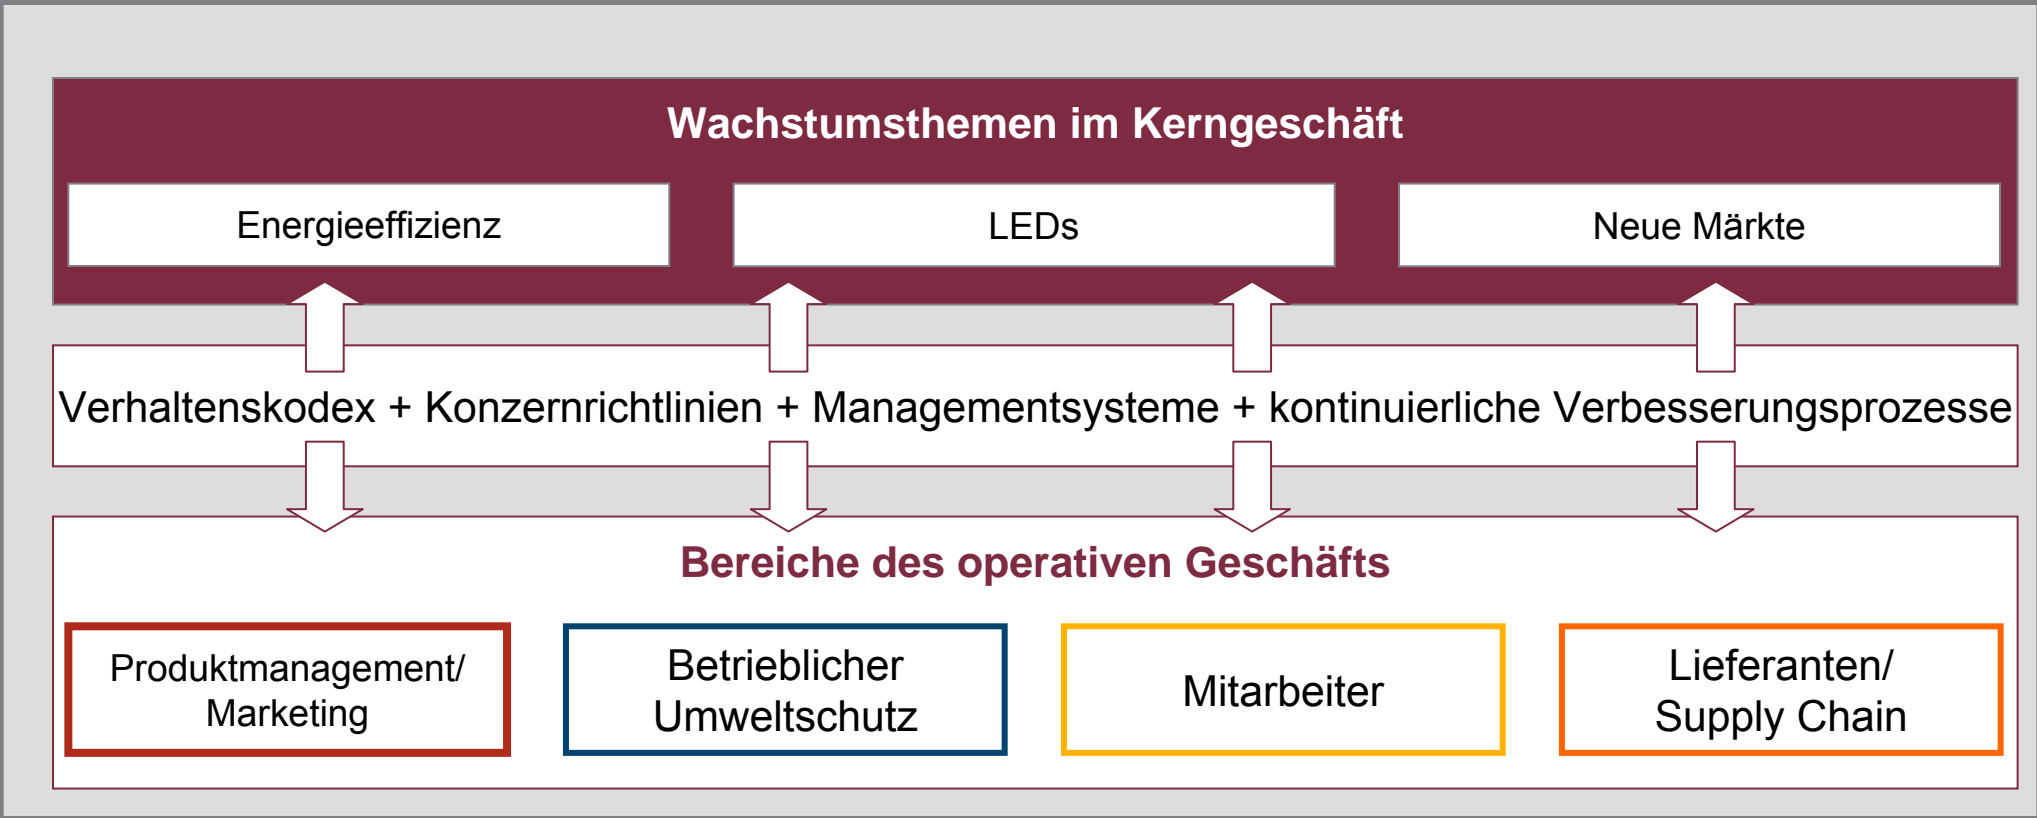 Wachstumsthemen im Kerngeschäft
Energieeffizienz
LEDs
Neue Märkte
Verhaltenskodex + Konzernrichtlinien + Managementsysteme + kontinuierliche Verbesserungsprozesse
Bereiche des operativen Geschäfts
Produktmanagement/
Marketing
Betrieblicher
Umweltschutz
Mitarbeiter
Lieferanten/
Supply Chain